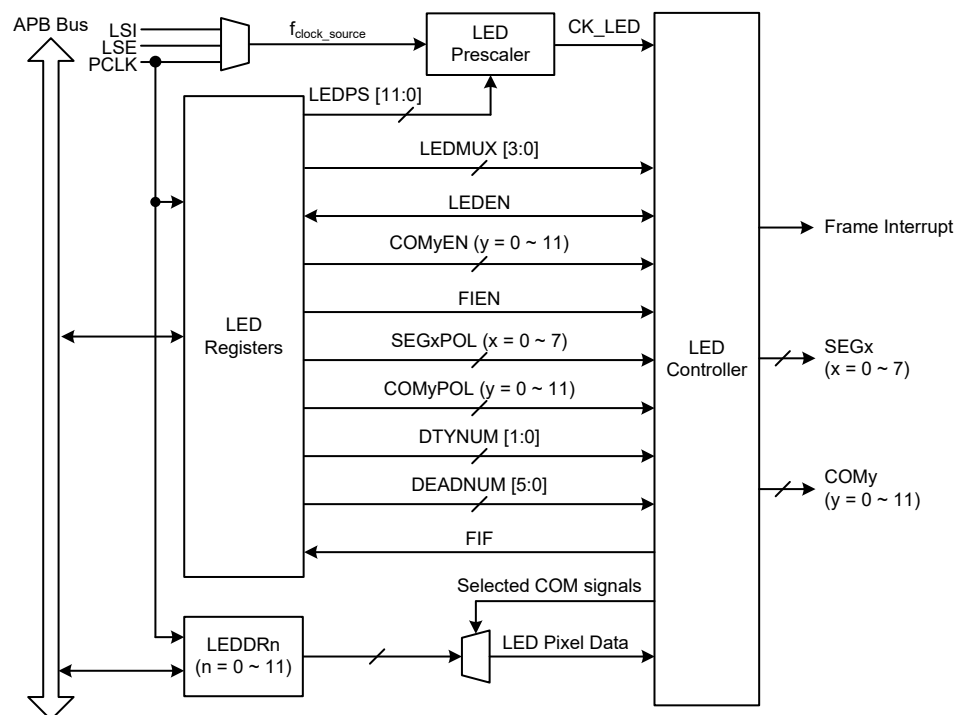 APB Bus
LSI
LSE
PCLK
fclock_source
LED
Prescaler
CK_LED
LEDPS [11:0]
LEDMUX [3:0]
LEDEN
COMyEN (y = 0 ~ 11)
FIEN
SEGxPOL (x = 0 ~ 7)
COMyPOL (y = 0 ~ 11)
DTYNUM [1:0]
DEADNUM [5:0]
FIF
LED
Registers
LED
Controller
Frame Interrupt
SEGx
(x = 0 ~ 7)
COMy
(y = 0 ~ 11)
Selected COM signals
LEDDRn
(n = 0 ~ 11)
LED Pixel Data